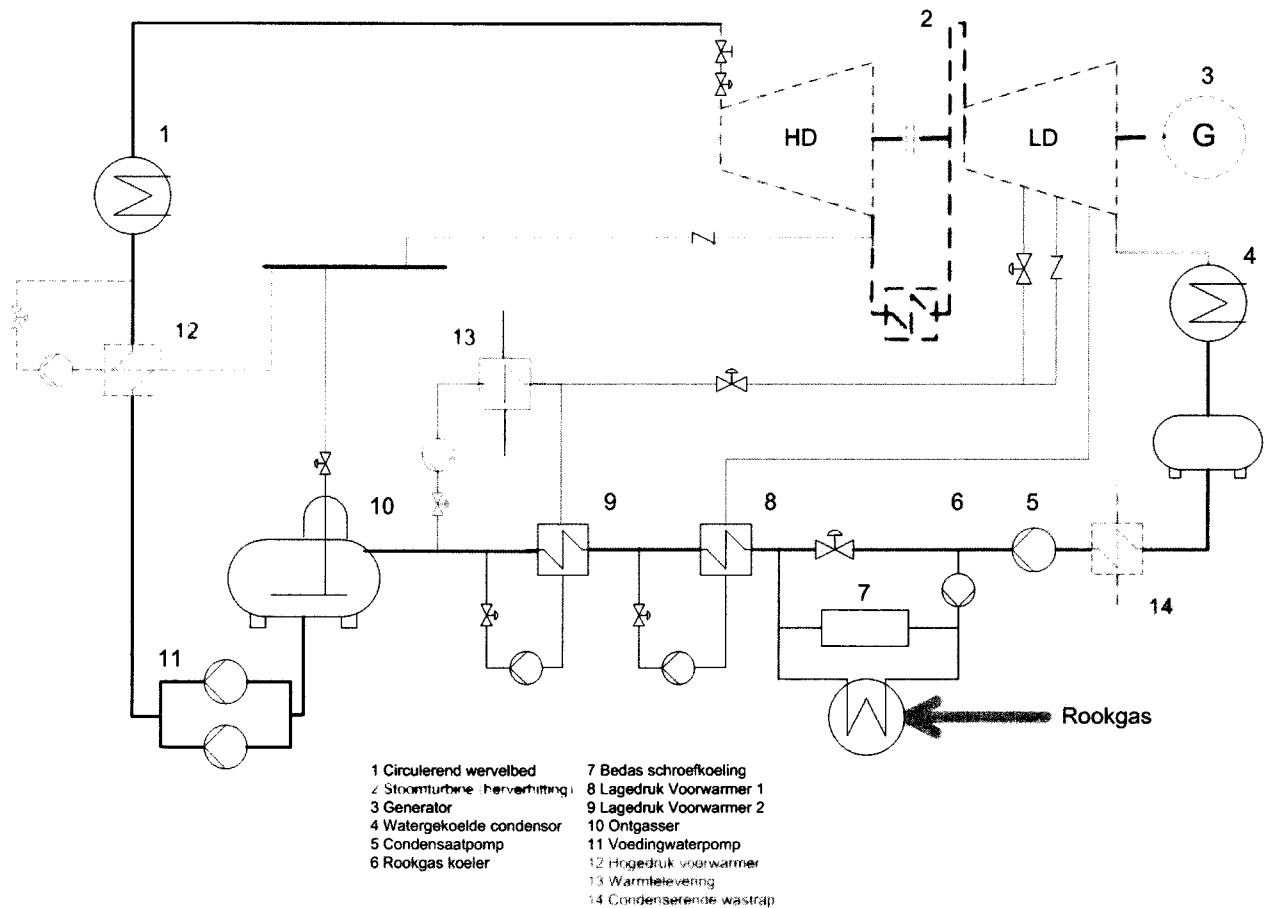 2
3
1
HD
LD
G
4
12
13
10
9
8
6
5
7
14
11
Rookgas
1 Circulerend wervelbed
2 Stoomturbine (herverhitting)
3 Generator
4 Watergekoelde condensor
5 Condensaatpomp
6 Rookgas koeler
7 Bedas schroefkoeling
8 Lagedruk Voorwarmer 1
9 Lagedruk Voorwarmer 2
10 Ontgasser
11 Voedingwaterpomp
12 Hogedruk voorwarmer
13 Warmtelevering
14 Condenserende wastrap